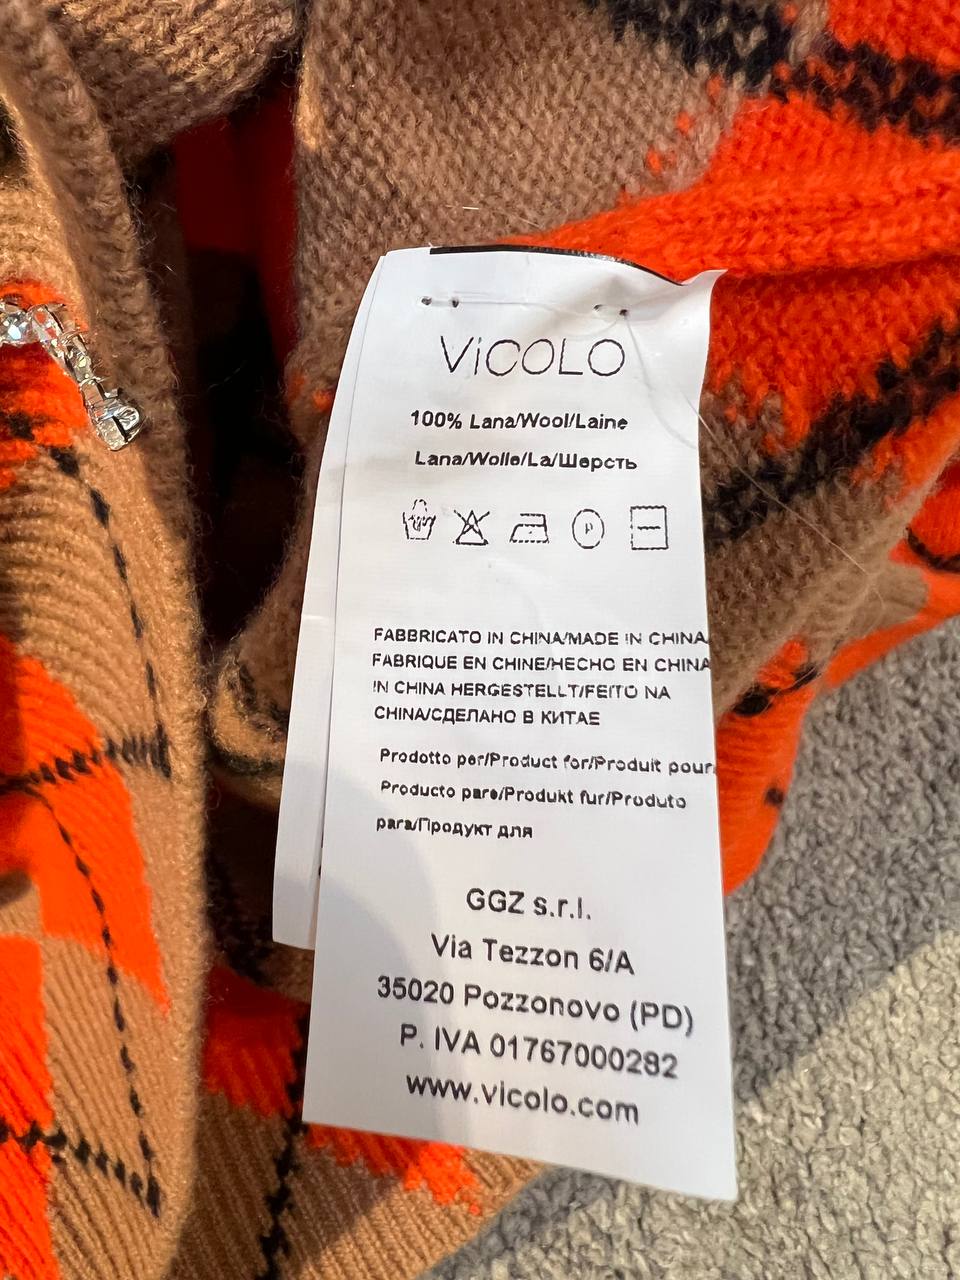 ViCOLO
100% Lana/Wool/Laine
Lana/Wolle/La/Шерсть
P
FABBRICATO IN CHINA/MADE IN CHINA
FABRIQUE EN CHINE/HECHO EN CHINA
IN CHINA HERGESTELLT/FEITO NA
CHINA/СДЕЛАНО В КИТАЕ
Prodotto per/Product for/Produit pour/
Producto pare/Produkt fur/Produto
para/Продукт для
GGZ s.r.l.
Via Tezzon 6/A
35020 Pozzonovo (PD)
P. IVA 01767000282
www.vicolo.com